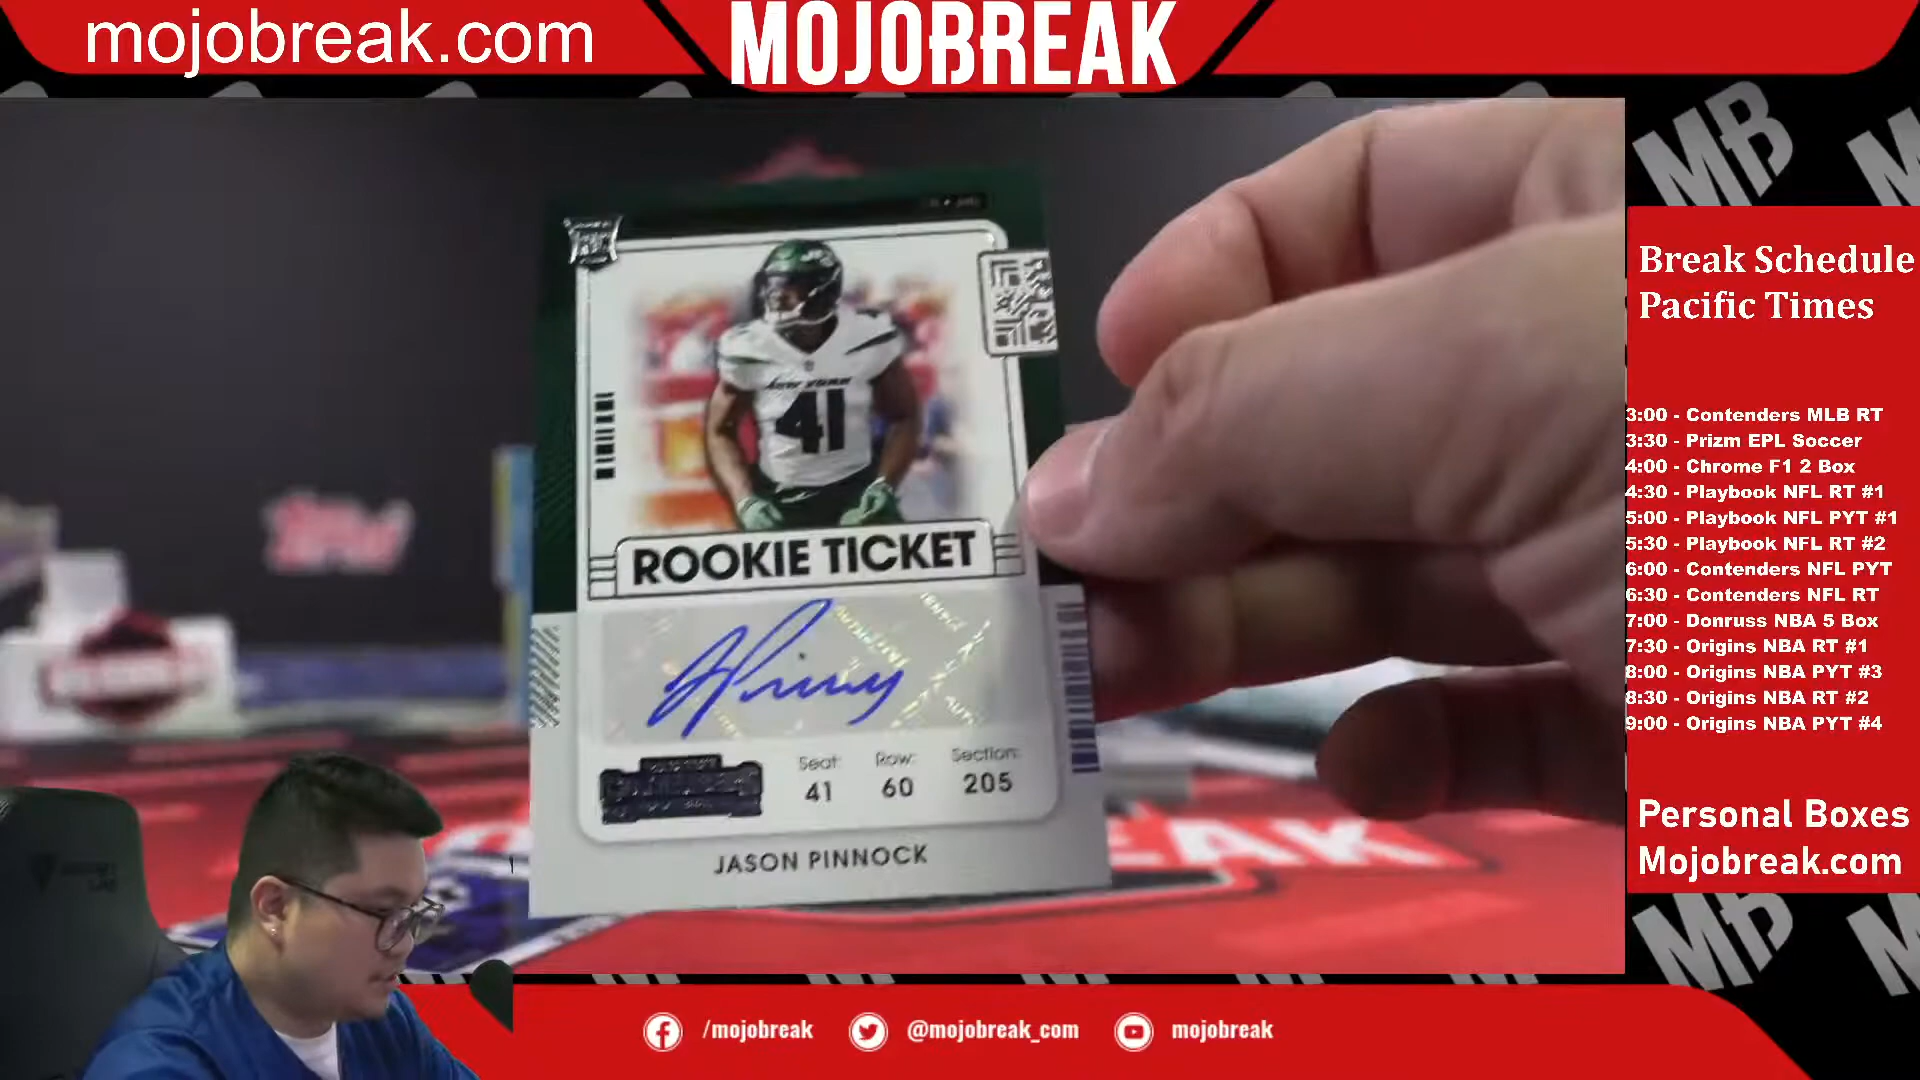 mojobreak.com
MOJOBREAK
MB
Break Schedule
Pacific Times
3:00 - Contenders MLB RT
3:30 - Prizm EPL Soccer
4:00 - Chrome F1 2 Box
4:30 - Playbook NFL RT #1
5:00 - Playbook NFL PYT #1
5:30 - Playbook NFL RT #2
6:00 - Contenders NFL PYT
6:30 - Contenders NFL RT
7:00 - Donruss NBA 5 Box
7:30 - Origins NBA RT #1
8:00 - Origins NBA PYT #3
8:30 - Origins NBA RT #2
9:00 - Origins NBA PYT #4
Personal Boxes
Mojobreak.com
MB
RC
NEW YORK
41
ROOKIE TICKET
Seat: Row: Section:
41 60 205
JASON PINNOCK
/mojobreak
@mojobreak_com
mojobreak